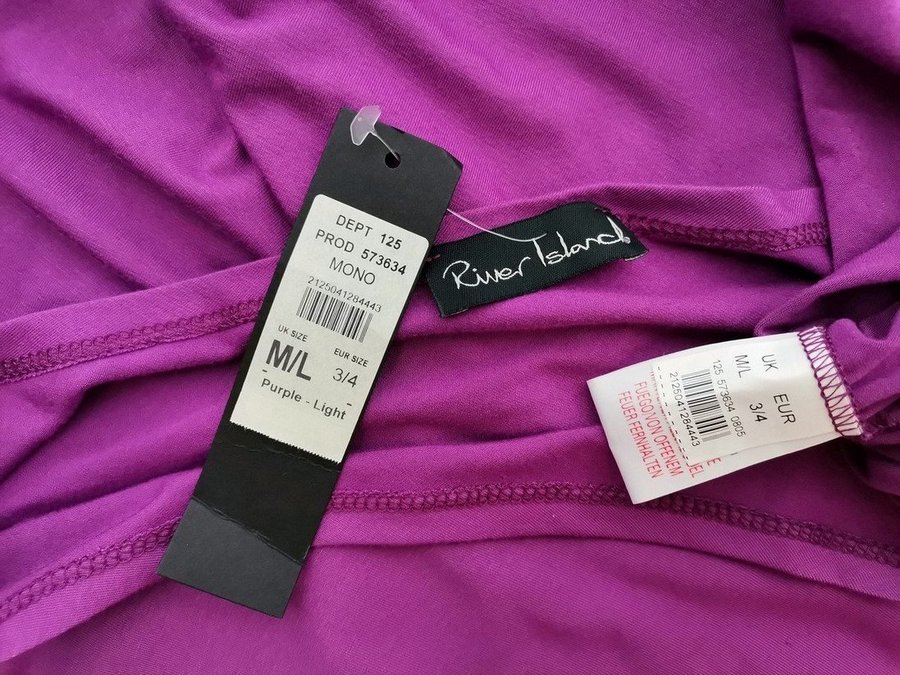 DEPT 125
PROD 573634
MONO
2125041284443
UK SIZE
EUR SIZE
M/L
3/4
Purple - Light
River Island
UK
EUR
M/L
3/4
125 573634 0805
2125041284443
FUEGO VON OFFENEM
FEUER FERNHALTEN